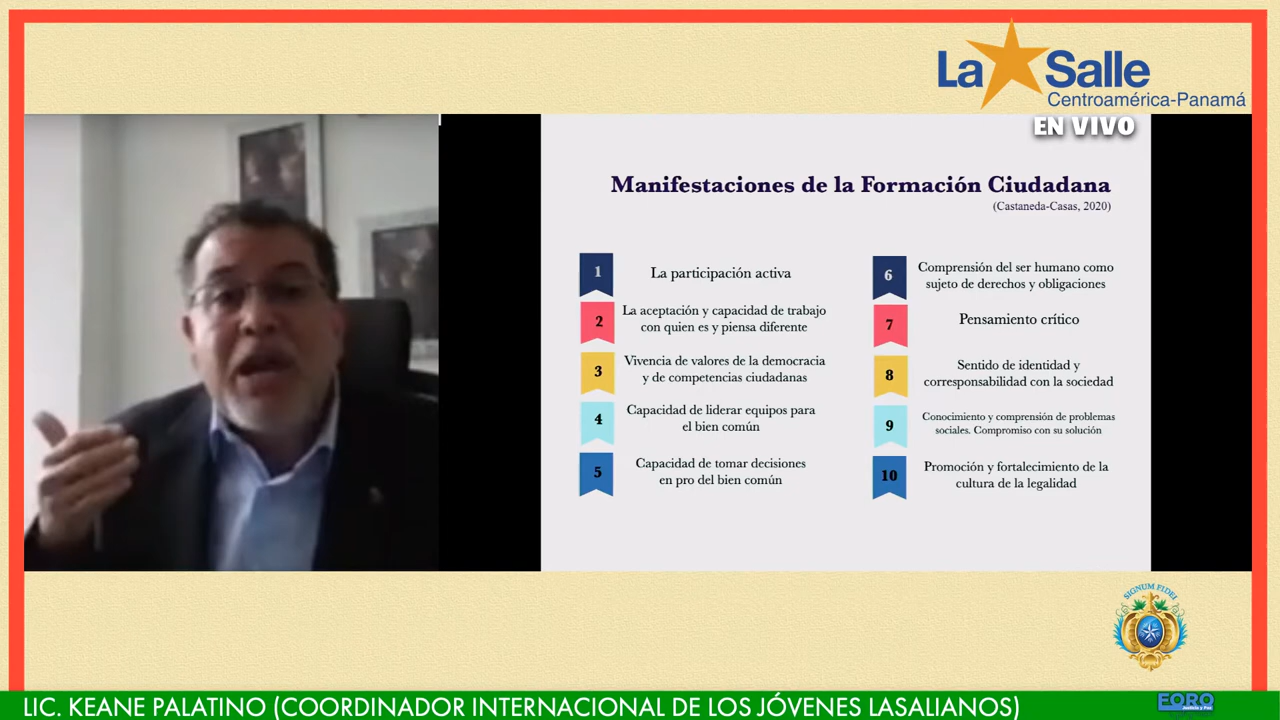 La Salle
Centroamérica-Panamá
EN VIVO
Manifestaciones de la Formación Ciudadana
(Castaneda-Casas, 2020)
1
La participación activa
2
La aceptación y capacidad de trabajo
con quien es y piensa diferente
3
Vivencia de valores de la democracia
y de competencias ciudadanas
4
Capacidad de liderar equipos para
el bien común
5
Capacidad de tomar decisiones
en pro del bien común
6
Comprensión del ser humano como
sujeto de derechos y obligaciones
7
Pensamiento crítico
8
Sentido de identidad y
corresponsabilidad con la sociedad
9
Conocimiento y comprensión de problemas
sociales. Compromiso con su solución
10
Promoción y fortalecimiento de la
cultura de la legalidad
SIGNUM FIDEI
LIC. KEANE PALATINO (COORDINADOR INTERNACIONAL DE LOS JÓVENES LASALIANOS)
FORO
Justicia y Paz